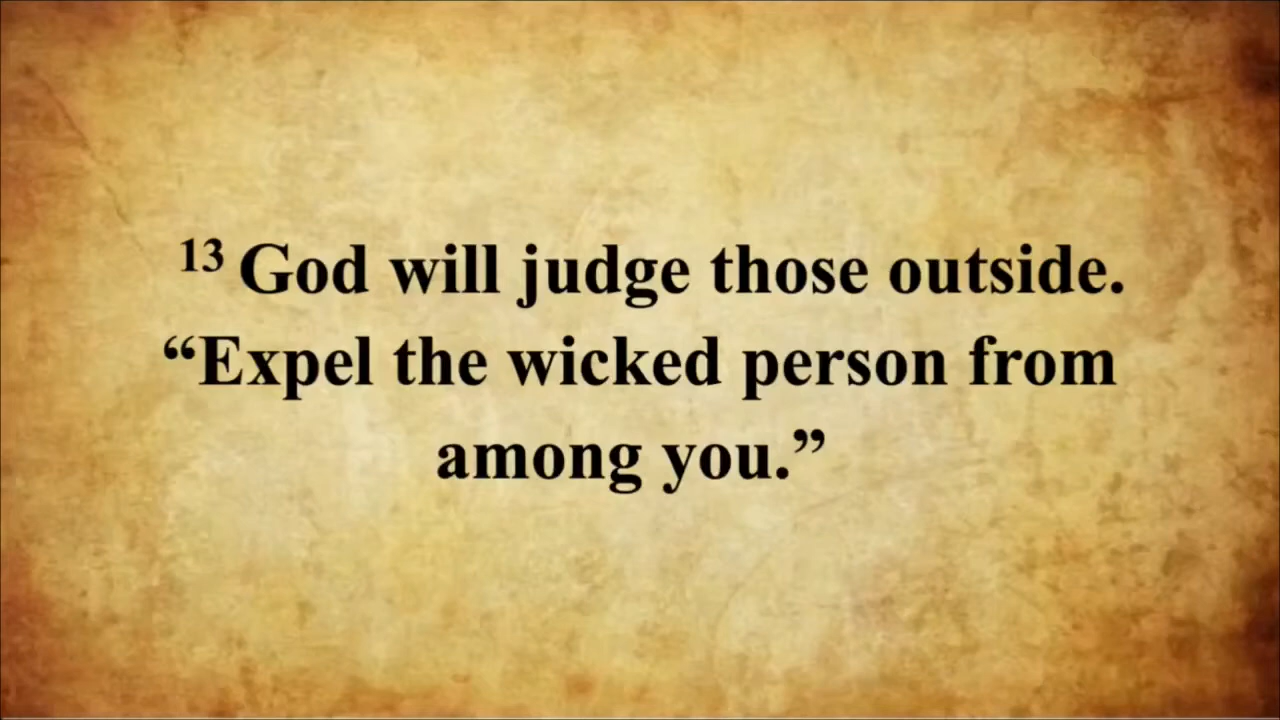 ¹³ God will judge those outside.
“Expel the wicked person from
among you.”